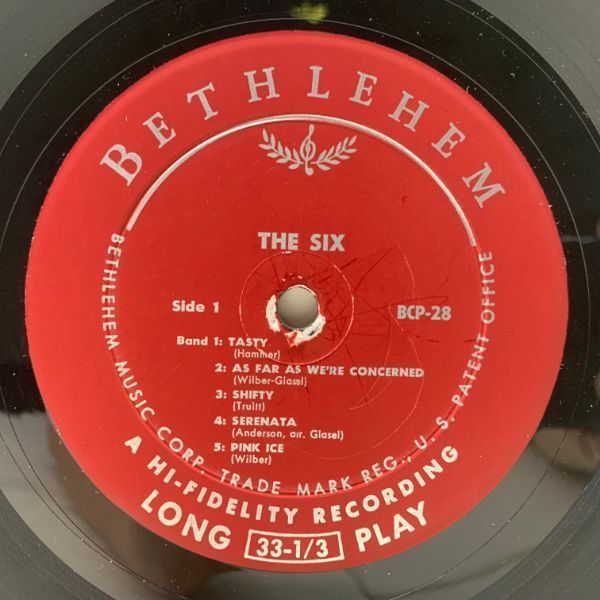 BETHLEHEM
THE SIX
Side 1
BCP-28
Band 1: TASTY
(Hammer)
2: AS FAR AS WE'RE CONCERNED
(Wilber-Glasel)
3: SHIFTY
(Truitt)
4: SERENATA
(Anderson, arr. Glasel)
5: PINK ICE
(Wilber)
BETHLEHEM MUSIC CORP. TRADE MARK REG., U. S. PATENT OFFICE
A HI-FIDELITY RECORDING
LONG 33-1/3 PLAY